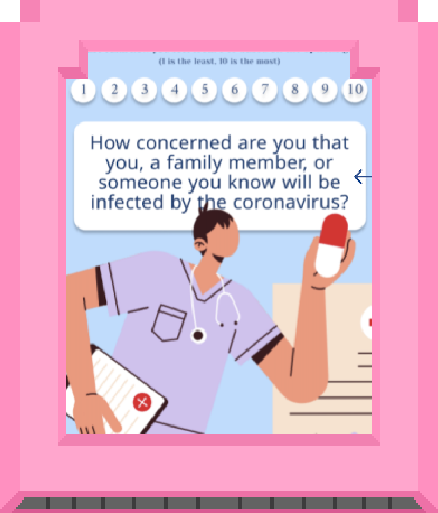 (1 is the least, 10 is the most)
1 2 3 4 5 6 7 8 9 10
How concerned are you that
you, a family member, or
someone you know will be
infected by the coronavirus?